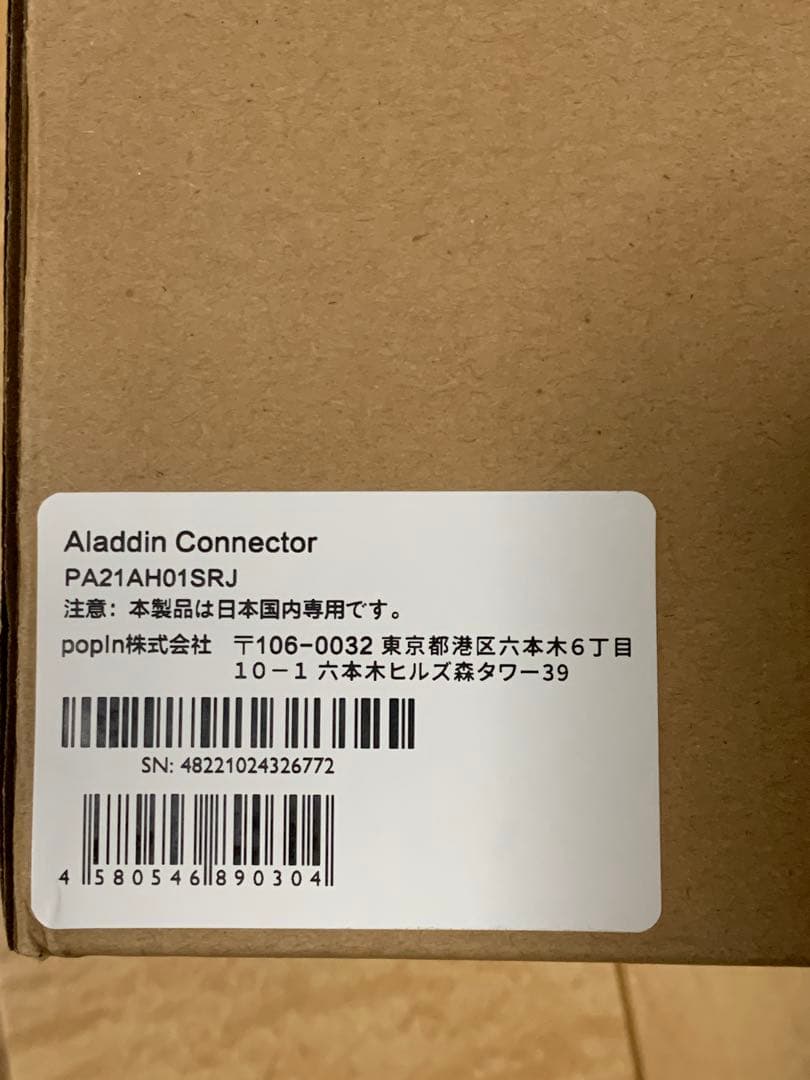 Aladdin Connector
PA21AH01SRJ
注意：本製品は日本国内専用です。
popIn株式会社 〒106-0032 東京都港区六本木6丁目
10－1 六本木ヒルズ森タワー39
SN: 48221024326772
4 580546 890304